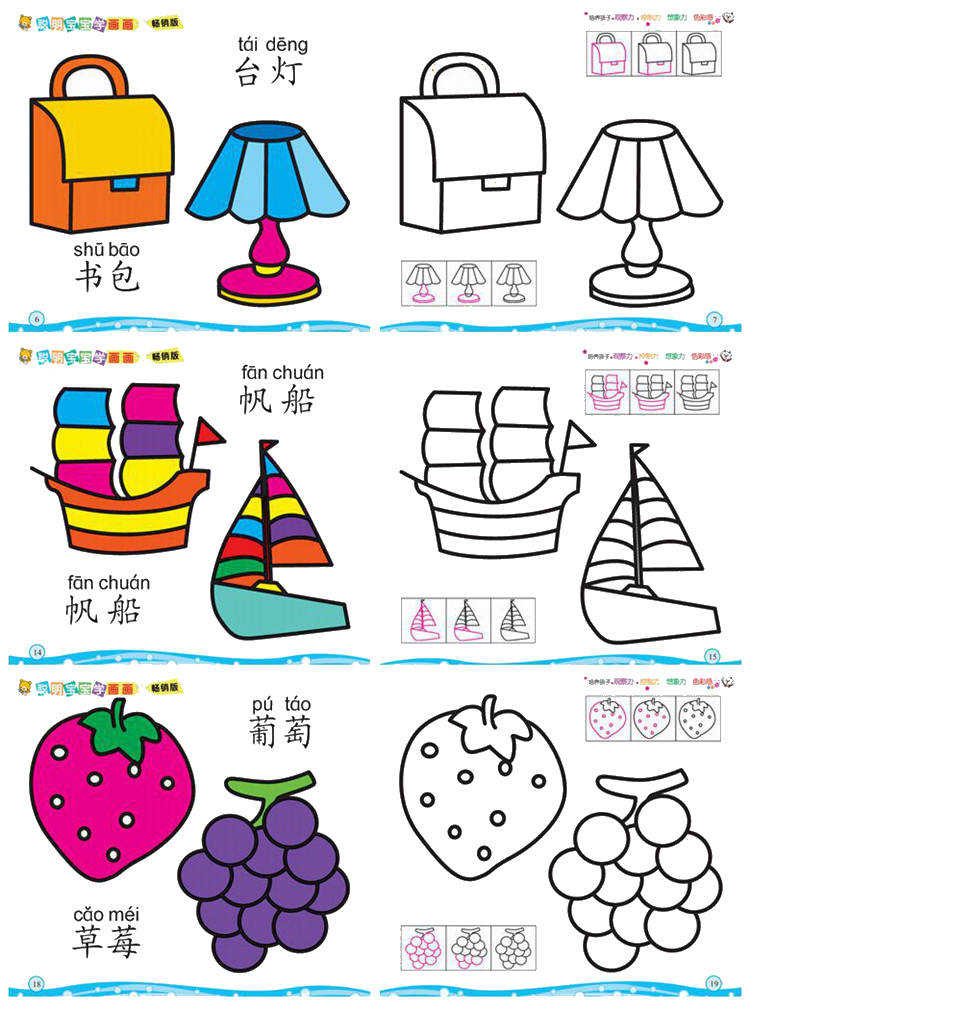 聪明宝宝学画画 畅销版
tái dēng
台灯
shū bāo
书包
6
培养孩子 观察力 控制力 想象力 色彩感
7
聪明宝宝学画画 畅销版
fān chuán
帆船
fān chuán
帆船
14
培养孩子 观察力 控制力 想象力 色彩感
15
聪明宝宝学画画 畅销版
pú táo
葡萄
cǎo méi
草莓
18
培养孩子 观察力 控制力 想象力 色彩感
19